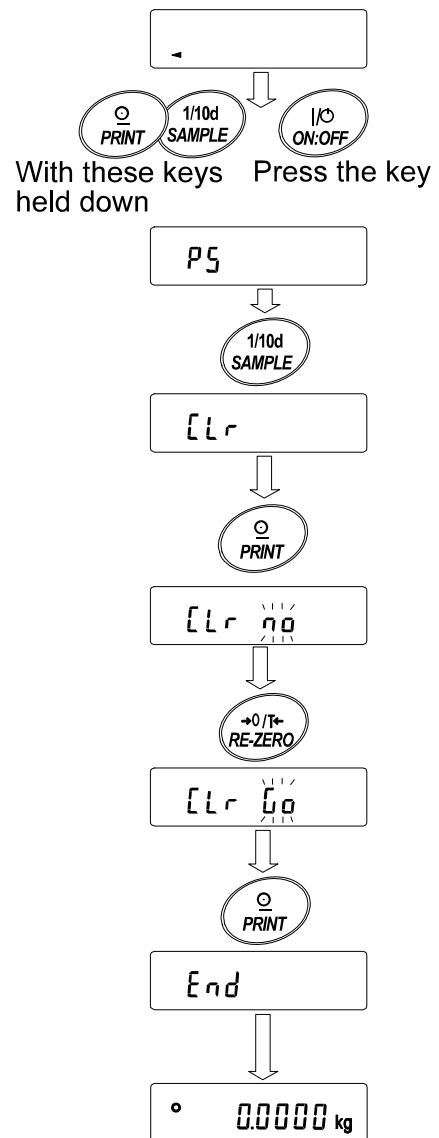 PRINT
1/10d
SAMPLE
ON:OFF
With these keys held down
Press the key
PS
1/10d
SAMPLE
CLr
PRINT
CLr no
→0/T←
RE-ZERO
CLr Go
PRINT
End
0.0000 kg